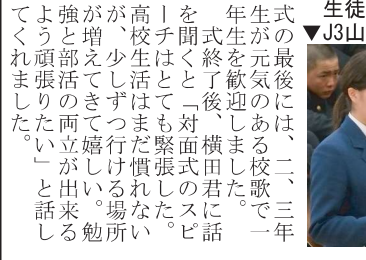 生徒
▼J3山
式の最後には、二、三年
生が元気のある校歌で一
年生を歓迎しました。
　式終了後、横田君に話
を聞くと「対面式のスピ
ーチはとても緊張した。
高校生活はまだ慣れない
が、少しずつ行ける場所
が増えてきて嬉しい。勉
強と部活の両立が出来る
よう頑張りたい」と話し
てくれました。